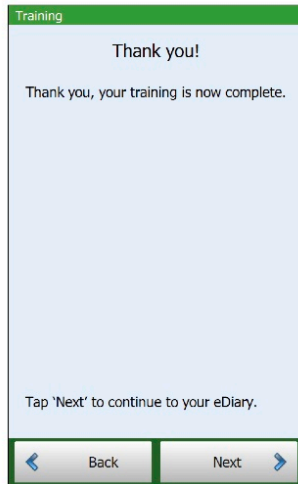 Training
Thank you!
Thank you, your training is now complete.
Tap 'Next' to continue to your eDiary.
Back
Next